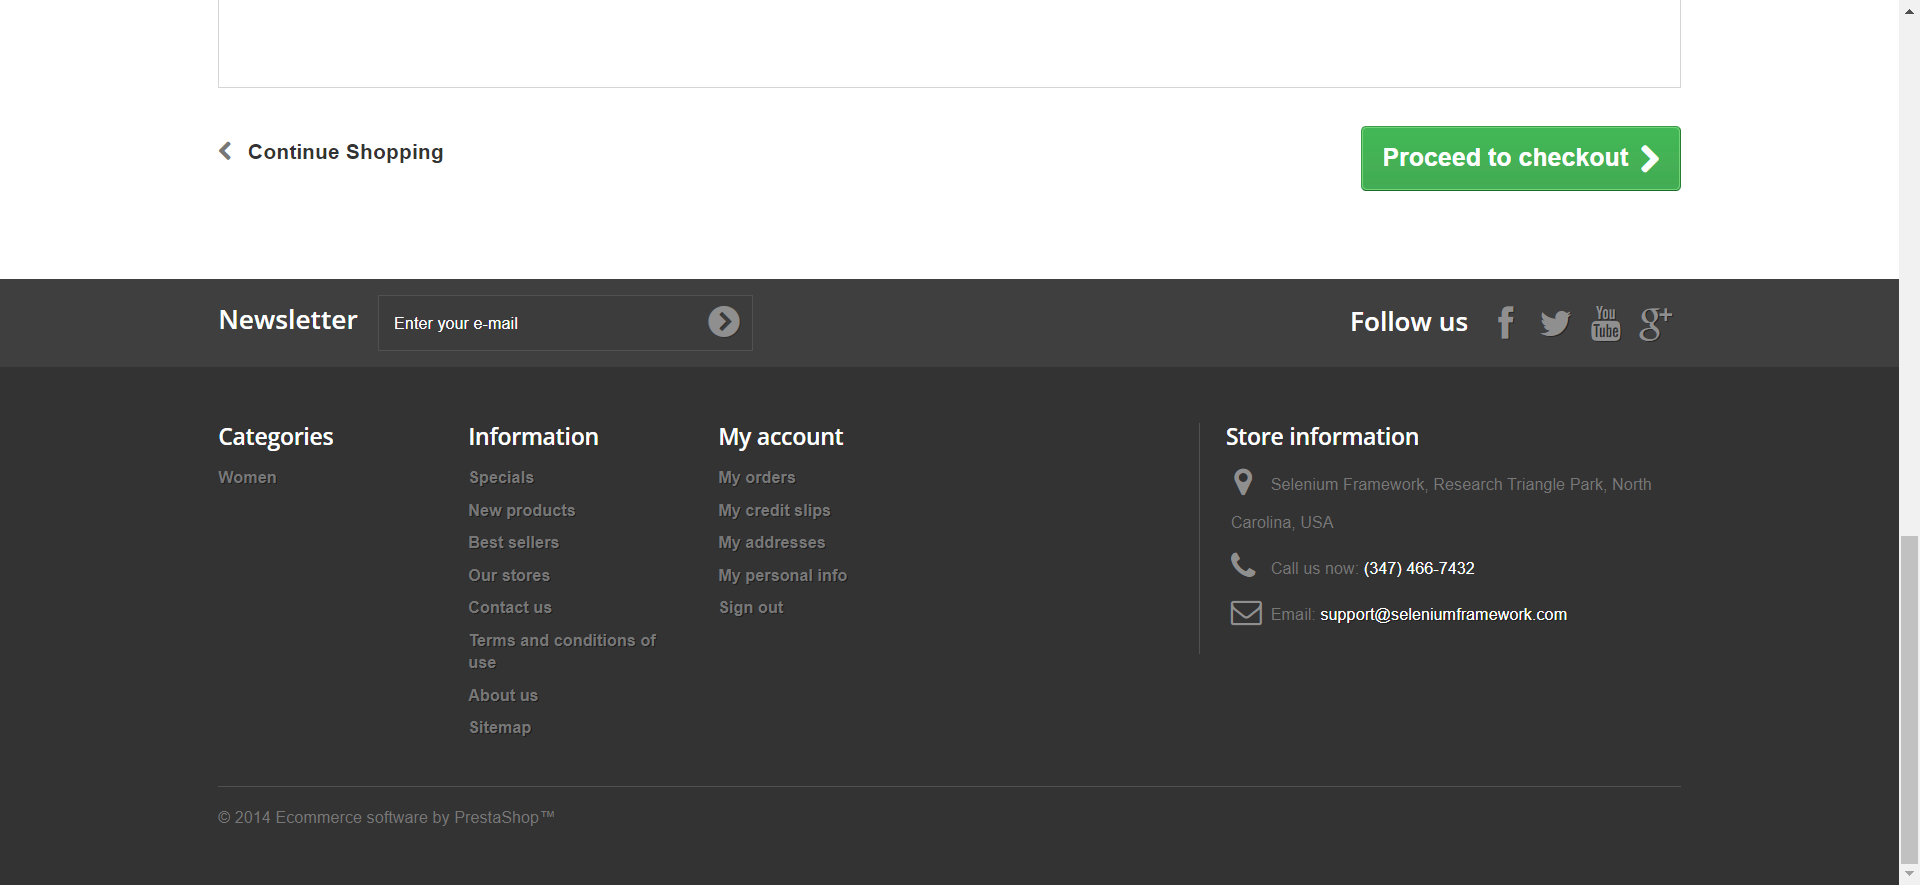 Continue Shopping
Proceed to checkout
Newsletter
Enter your e-mail
Follow us
You
Tube
g+
Categories
Women
Information
Specials
New products
Best sellers
Our stores
Contact us
Terms and conditions of
use
About us
Sitemap
My account
My orders
My credit slips
My addresses
My personal info
Sign out
Store information
Selenium Framework, Research Triangle Park, North
Carolina, USA
Call us now: (347) 466-7432
Email: support@seleniumframework.com
© 2014 Ecommerce software by PrestaShop™